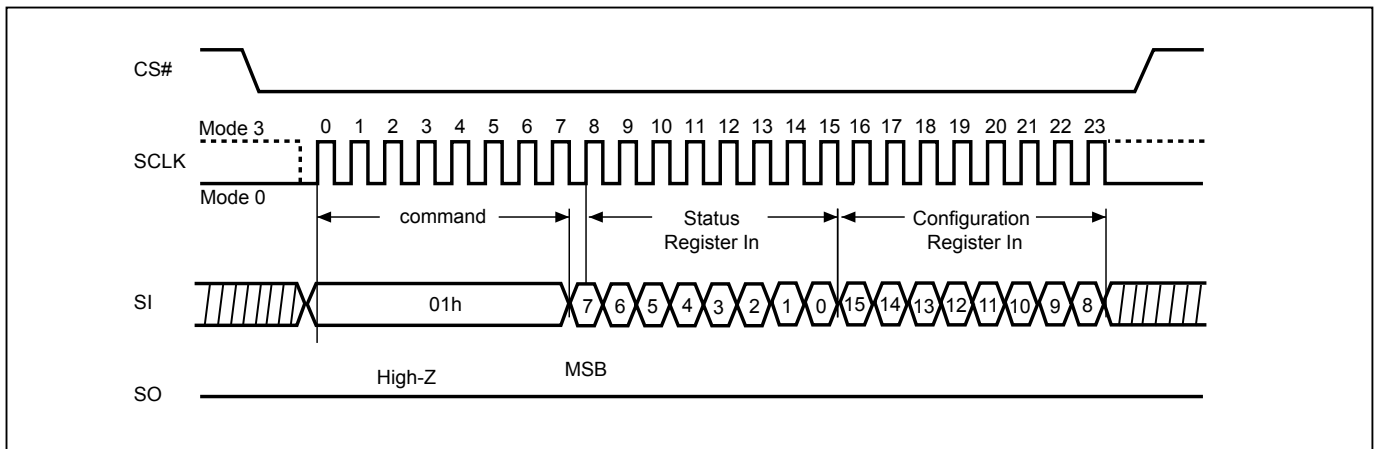 CS#
Mode 3
0 1 2 3 4 5 6 7 8 9 10 11 12 13 14 15 16 17 18 19 20 21 22 23
SCLK
Mode 0
command
Status
Register In
Configuration
Register In
SI
01h
7 6 5 4 3 2 1 0 15 14 13 12 11 10 9 8
High-Z
MSB
SO